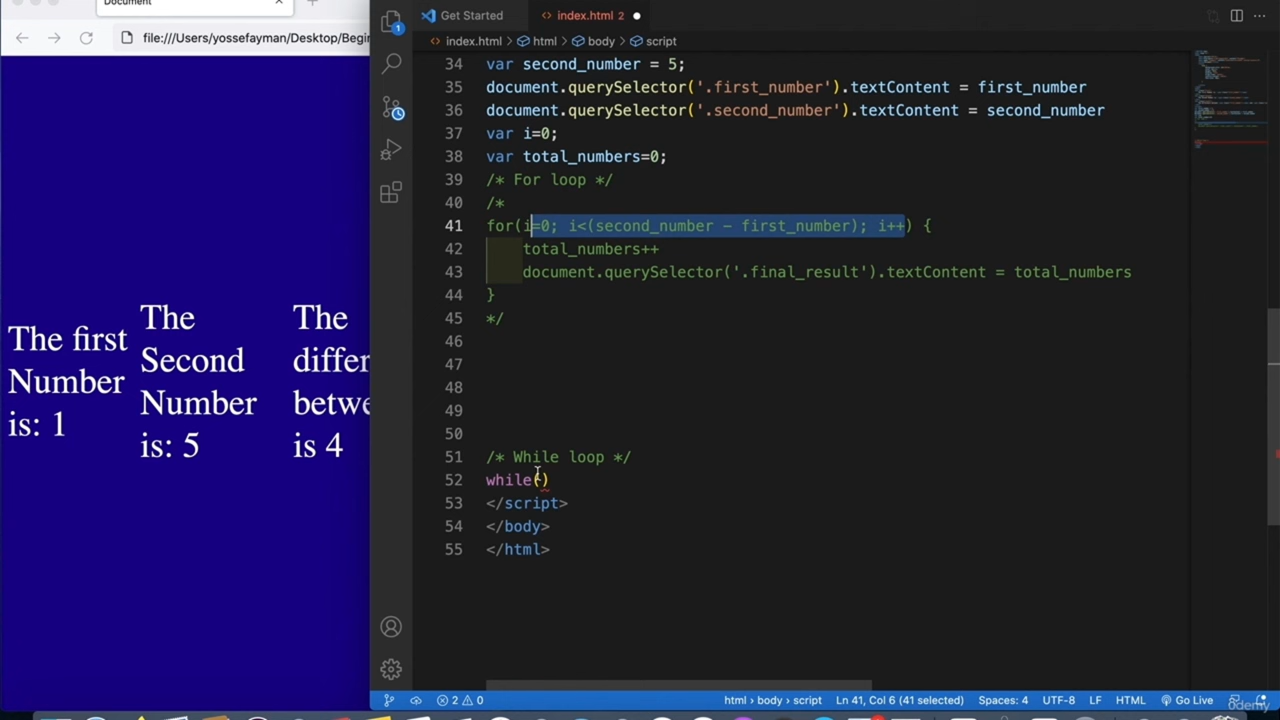 Document
file:///Users/yossefayman/Desktop/Begin
The first
Number
is: 1
The
Second
Number
is: 5
The
differ
betwe
is 4
Get Started
index.html 2
index.html > html > body > script
34 var second_number = 5;
35 document.querySelector('.first_number').textContent = first_number
36 document.querySelector('.second_number').textContent = second_number
37 var i=0;
38 var total_numbers=0;
39 /* For loop */
40 /*
41 for(i=0; i<(second_number - first_number); i++) {
42 total_numbers++
43 document.querySelector('.final_result').textContent = total_numbers
44 }
45 */
46
47
48
49
50
51 /* While loop */
52 while()
53 </script>
54 </body>
55 </html>
1
2 0
html > body > script
Ln 41, Col 6 (41 selected)
Spaces: 4
UTF-8
LF
HTML
Go Live
udemy